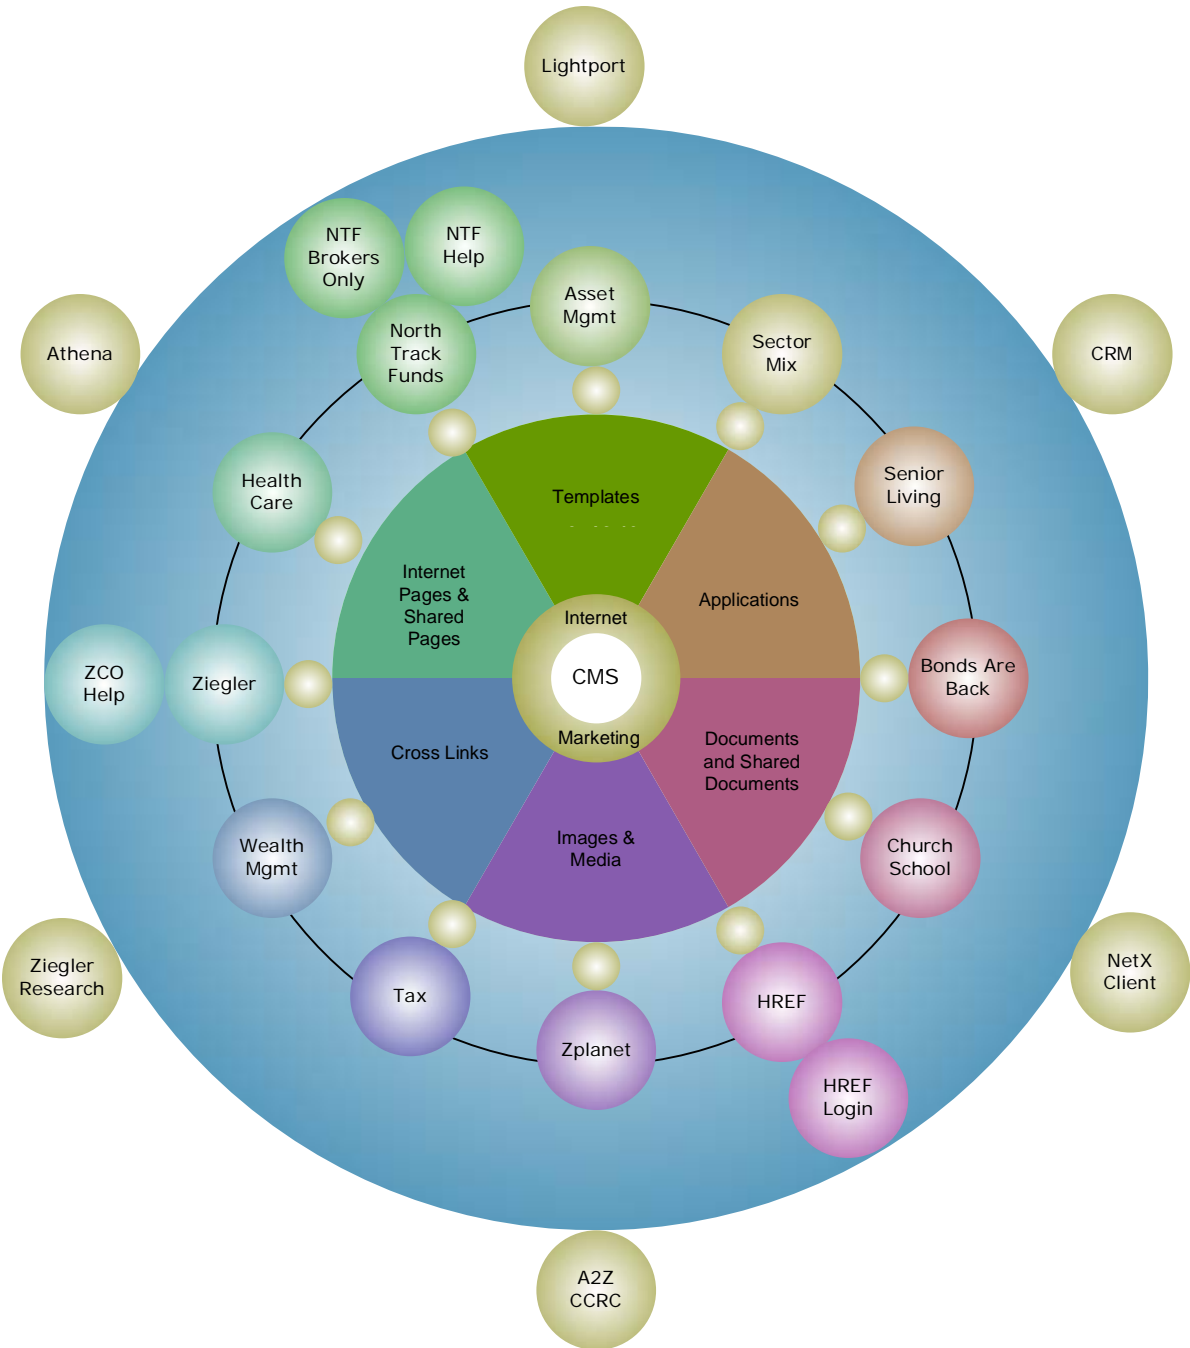 Lightport
NTF
Brokers
Only
NTF
Help
Asset
Mgmt
North
Track
Funds
Sector
Mix
Athena
CRM
Health
Care
Senior
Living
Templates
Internet
Pages &
Shared
Pages
Applications
Internet
CMS
Marketing
ZCO
Help
Ziegler
Bonds Are
Back
Cross Links
Documents
and Shared
Documents
Images &
Media
Wealth
Mgmt
Church
School
Ziegler
Research
NetX
Client
Tax
HREF
Zplanet
HREF
Login
A2Z
CCRC